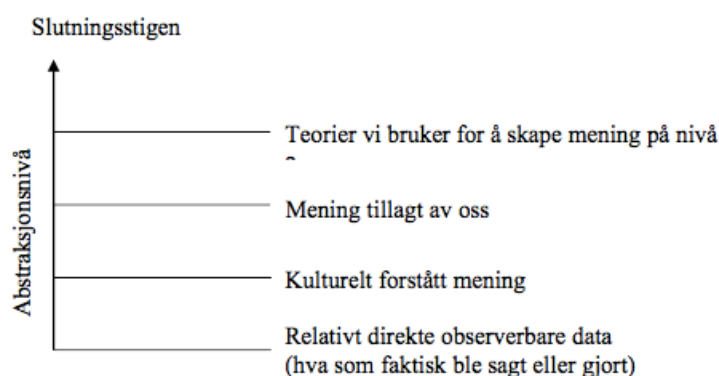 Slutningsstigen
Teorier vi bruker for å skape mening på nivå
Mening tillagt av oss
Kulturelt forstått mening
Relativt direkte observerbare data
(hva som faktisk ble sagt eller gjort)
Abstraksjonsnivå